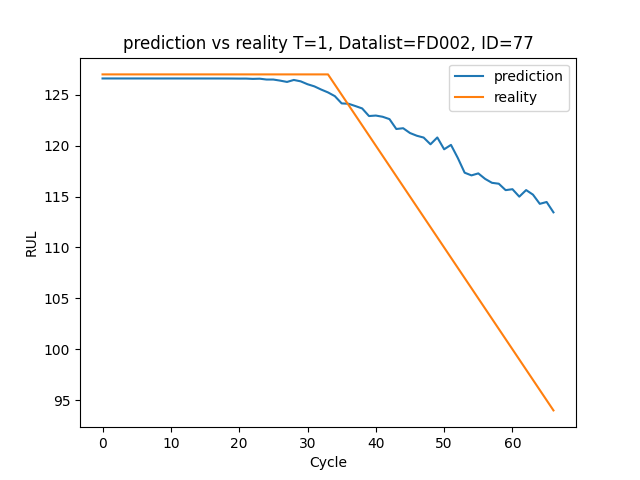 prediction vs reality T=1, Datalist=FD002, ID=77
prediction
reality
RUL
125
120
115
110
105
100
95
0 10 20 30 40 50 60
Cycle